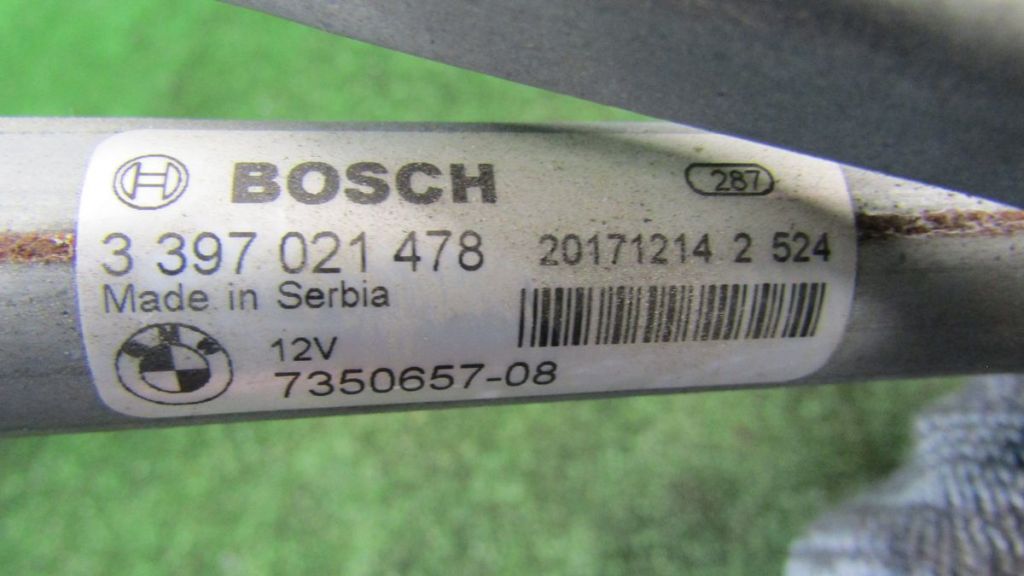 BOSCH 287
3 397 021 478 20171214 2 524
Made in Serbia
12V
7350657-08